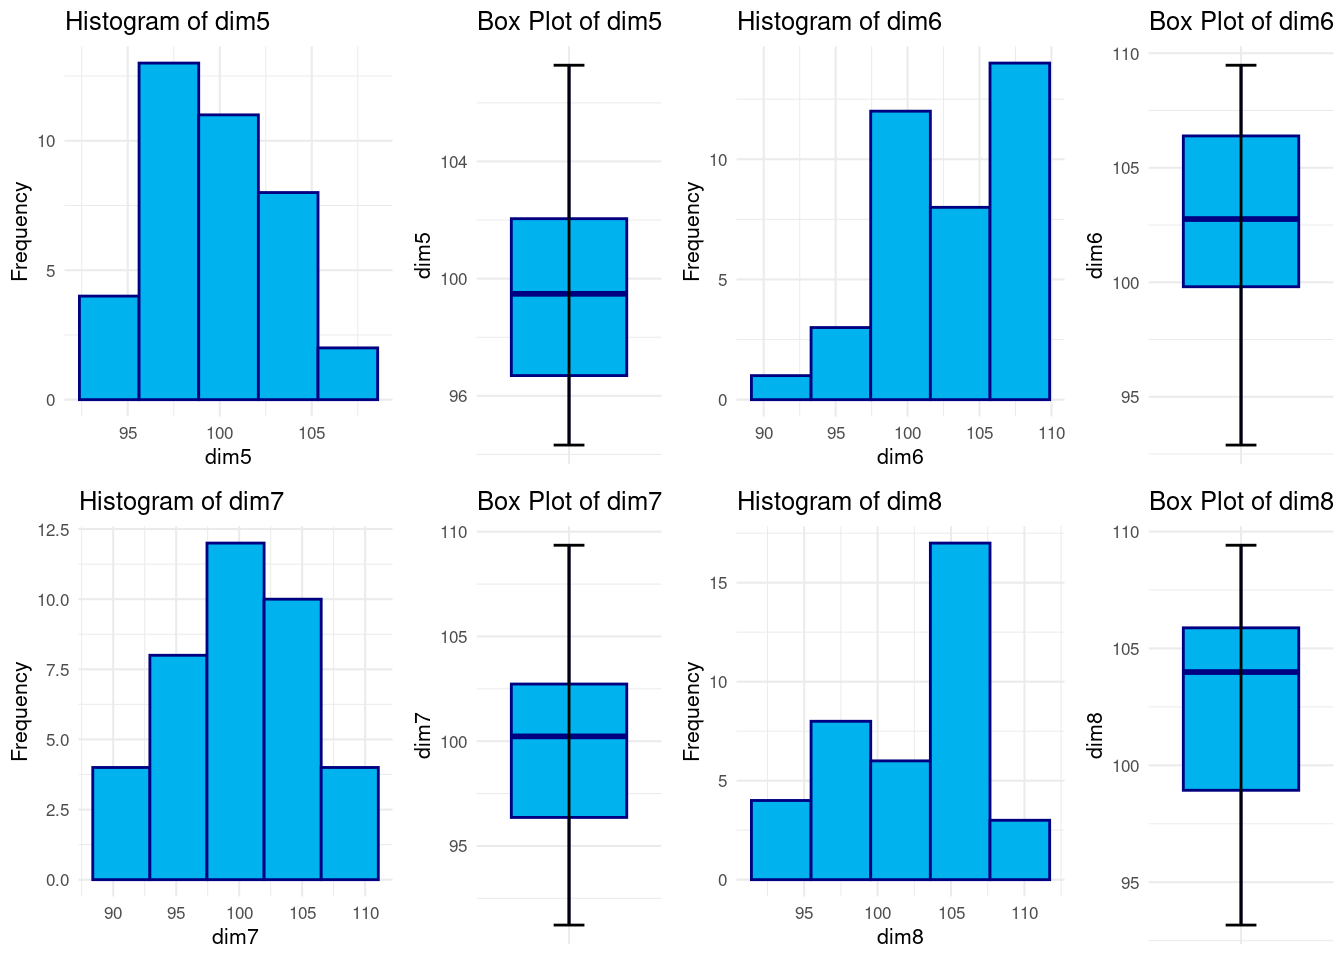 Histogram of dim5
Frequency
10
5
0
95 100 105
dim5
Box Plot of dim5
dim5
104
100
96
Histogram of dim6
Frequency
10
5
0
90 95 100 105 110
dim6
Box Plot of dim6
dim6
110
105
100
95
Histogram of dim7
Frequency
12.5
10.0
7.5
5.0
2.5
0.0
90 95 100 105 110
dim7
Box Plot of dim7
dim7
110
105
100
95
Histogram of dim8
Frequency
15
10
5
0
95 100 105 110
dim8
Box Plot of dim8
dim8
110
105
100
95